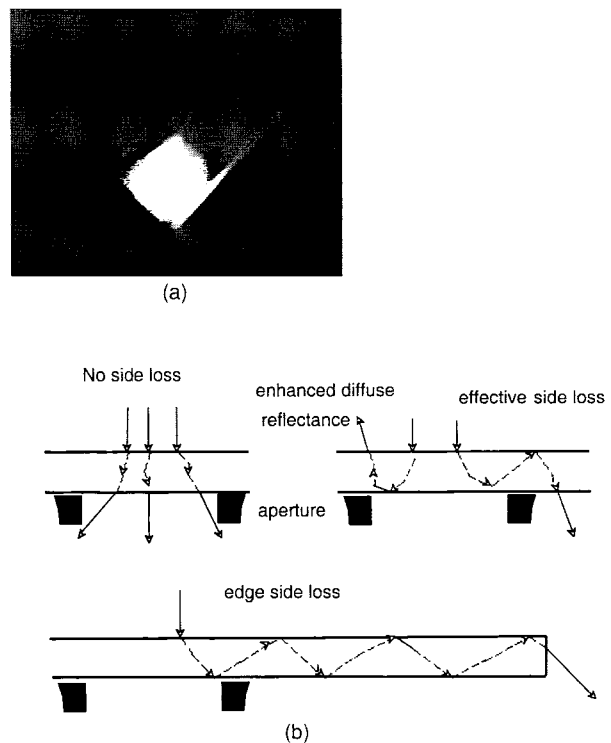 (a)
No side loss
enhanced diffuse
reflectance
effective side loss
aperture
edge side loss
(b)